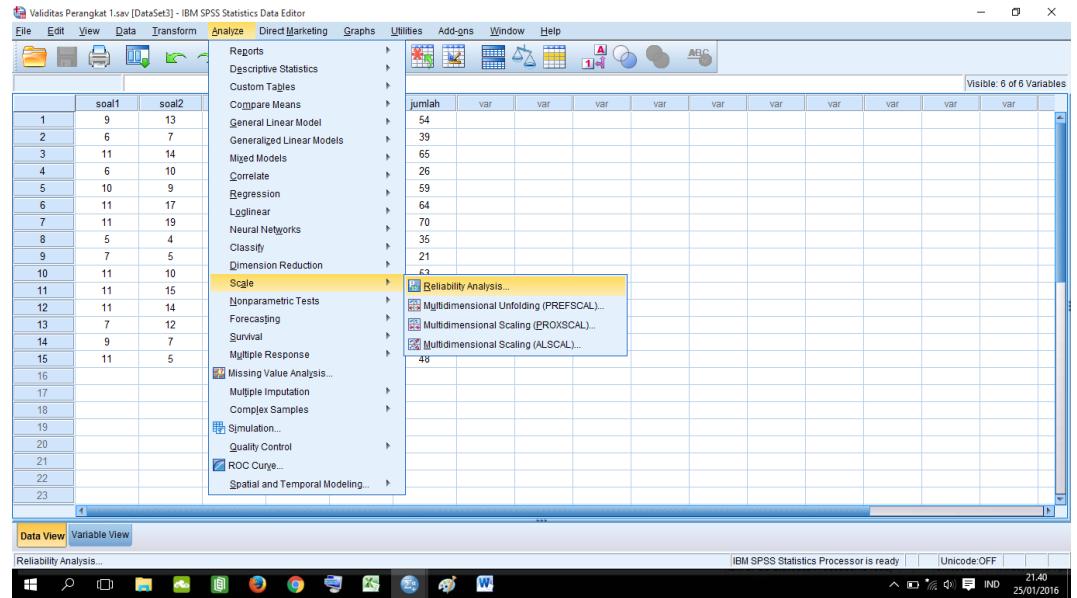 Validitas Perangkat 1.sav [DataSet3] - IBM SPSS Statistics Data Editor
File Edit View Data Transform Analyze Direct Marketing Graphs Utilities Add-ons Window Help
Visible: 6 of 6 Variables
soal1 soal2 jumlah var var var var var var var var var var
1 9 13 54
2 6 7 39
3 11 14 65
4 6 10 26
5 10 9 59
6 11 17 64
7 11 19 70
8 5 4 35
9 7 5 21
10 11 10
11 11 15
12 11 14
13 7 12
14 9 7
15 11 5 48
16
17
18
19
20
21
22
23
Reports
Descriptive Statistics
Custom Tables
Compare Means
General Linear Model
Generalized Linear Models
Mixed Models
Correlate
Regression
Loglinear
Neural Networks
Classify
Dimension Reduction
Scale
Nonparametric Tests
Forecasting
Survival
Multiple Response
Missing Value Analysis...
Multiple Imputation
Complex Samples
Simulation...
Quality Control
ROC Curve...
Spatial and Temporal Modeling...
Reliability Analysis...
Multidimensional Unfolding (PREFSCAL)...
Multidimensional Scaling (PROXSCAL)...
Multidimensional Scaling (ALSCAL)...
Data View Variable View
Reliability Analysis... IBM SPSS Statistics Processor is ready Unicode:OFF
IND 21.40
25/01/2016